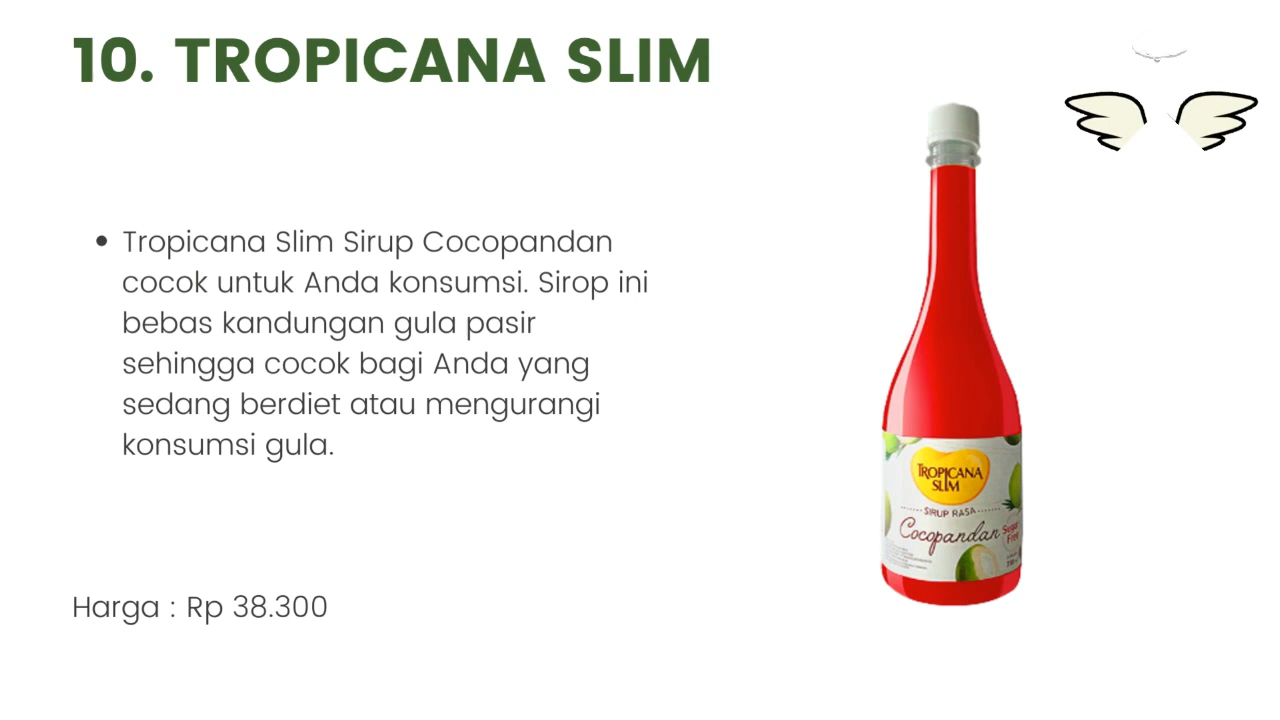 10. TROPICANA SLIM
Tropicana Slim Sirup Cocopandan
cocok untuk Anda konsumsi. Sirop ini
bebas kandungan gula pasir
sehingga cocok bagi Anda yang
sedang berdiet atau mengurangi
konsumsi gula.
Harga : Rp 38.300
TROPICANA
SLIM
SIRUP RASA
Cocopandan
Sugar
Free